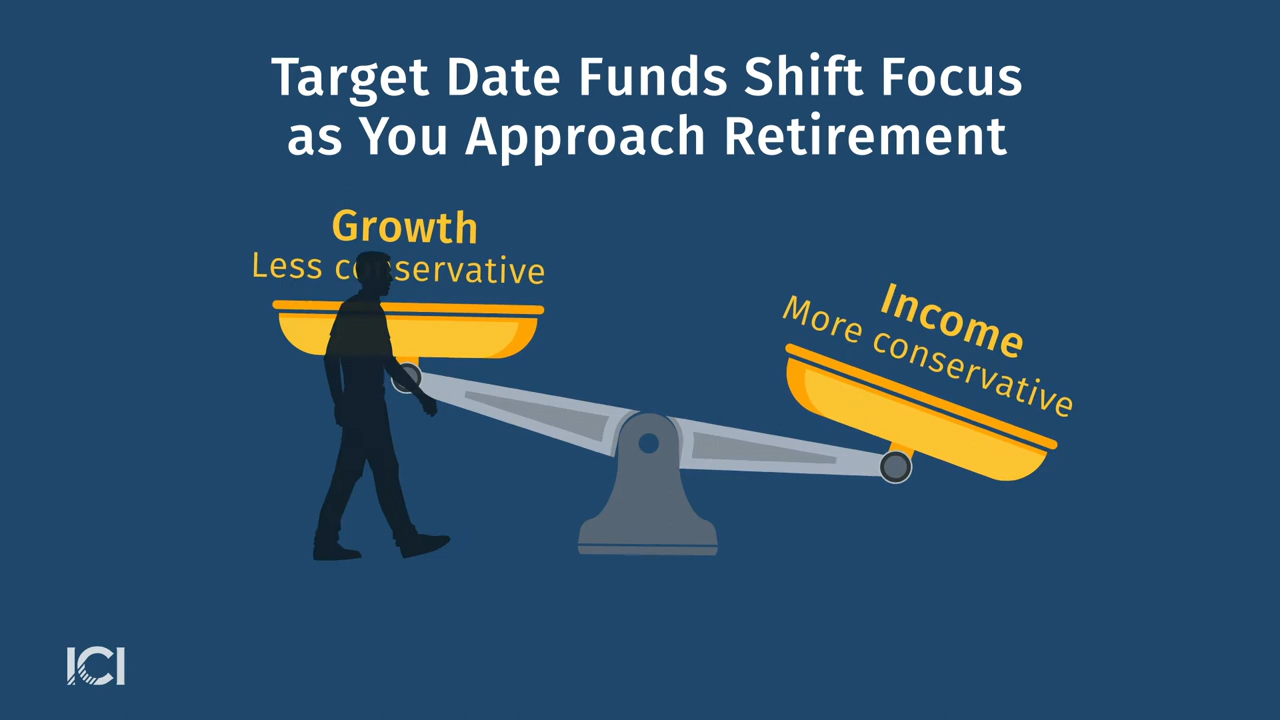 Target Date Funds Shift Focus
as You Approach Retirement
Growth
Less conservative
Income
More conservative
ICI